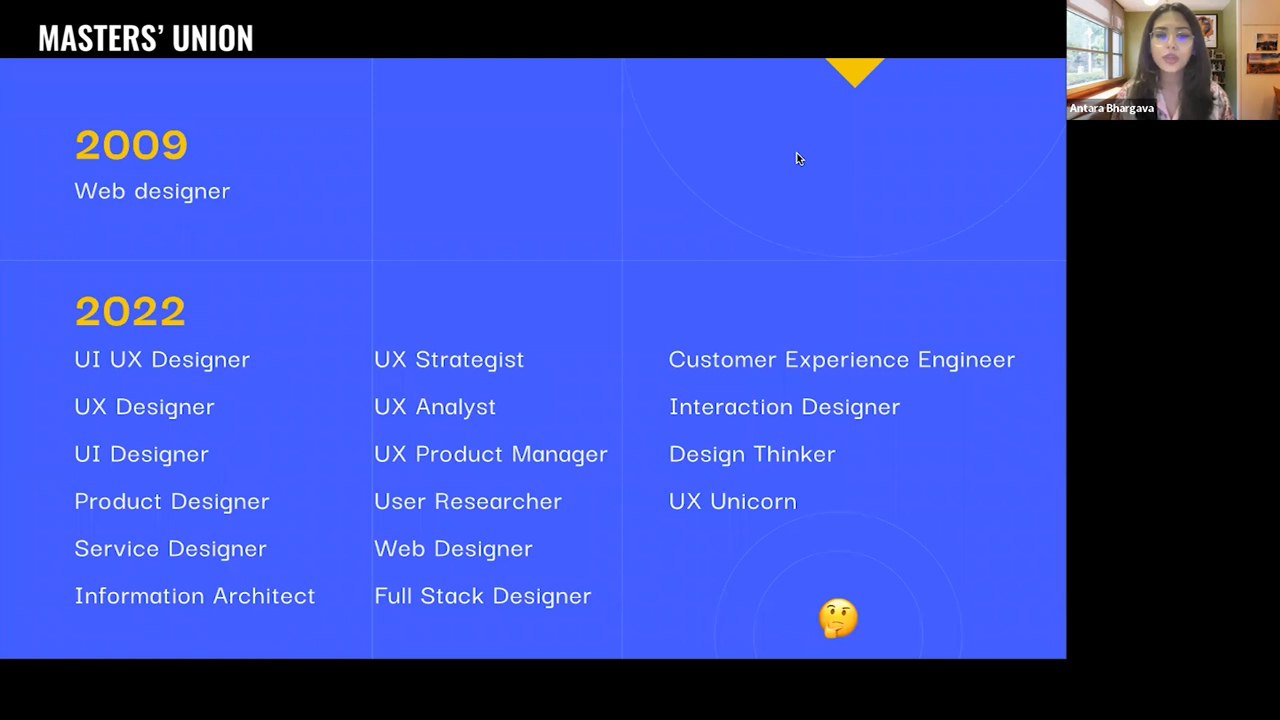 MASTERS’ UNION
Antara Bhargava
2009
Web designer
2022
UI UX Designer
UX Designer
UI Designer
Product Designer
Service Designer
Information Architect
UX Strategist
UX Analyst
UX Product Manager
User Researcher
Web Designer
Full Stack Designer
Customer Experience Engineer
Interaction Designer
Design Thinker
UX Unicorn